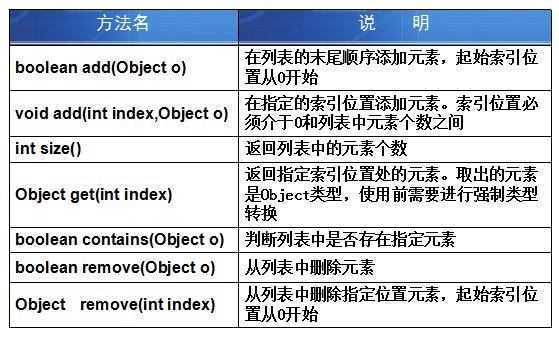 方法名
说 明
boolean add(Object o)
在列表的末尾顺序添加元素，起始索引位
置从0开始
void add(int index,Object o)
在指定的索引位置添加元素。索引位置必
须介于0和列表中元素个数之间
int size()
返回列表中的元素个数
Object get(int index)
返回指定索引位置处的元素。取出的元素
是Object类型，使用前需要进行强制类型
转换
boolean contains(Object o)
判断列表中是否存在指定元素
boolean remove(Object o)
从列表中删除元素
Object remove(int index)
从列表中删除指定位置元素，起始索引位
置从0开始